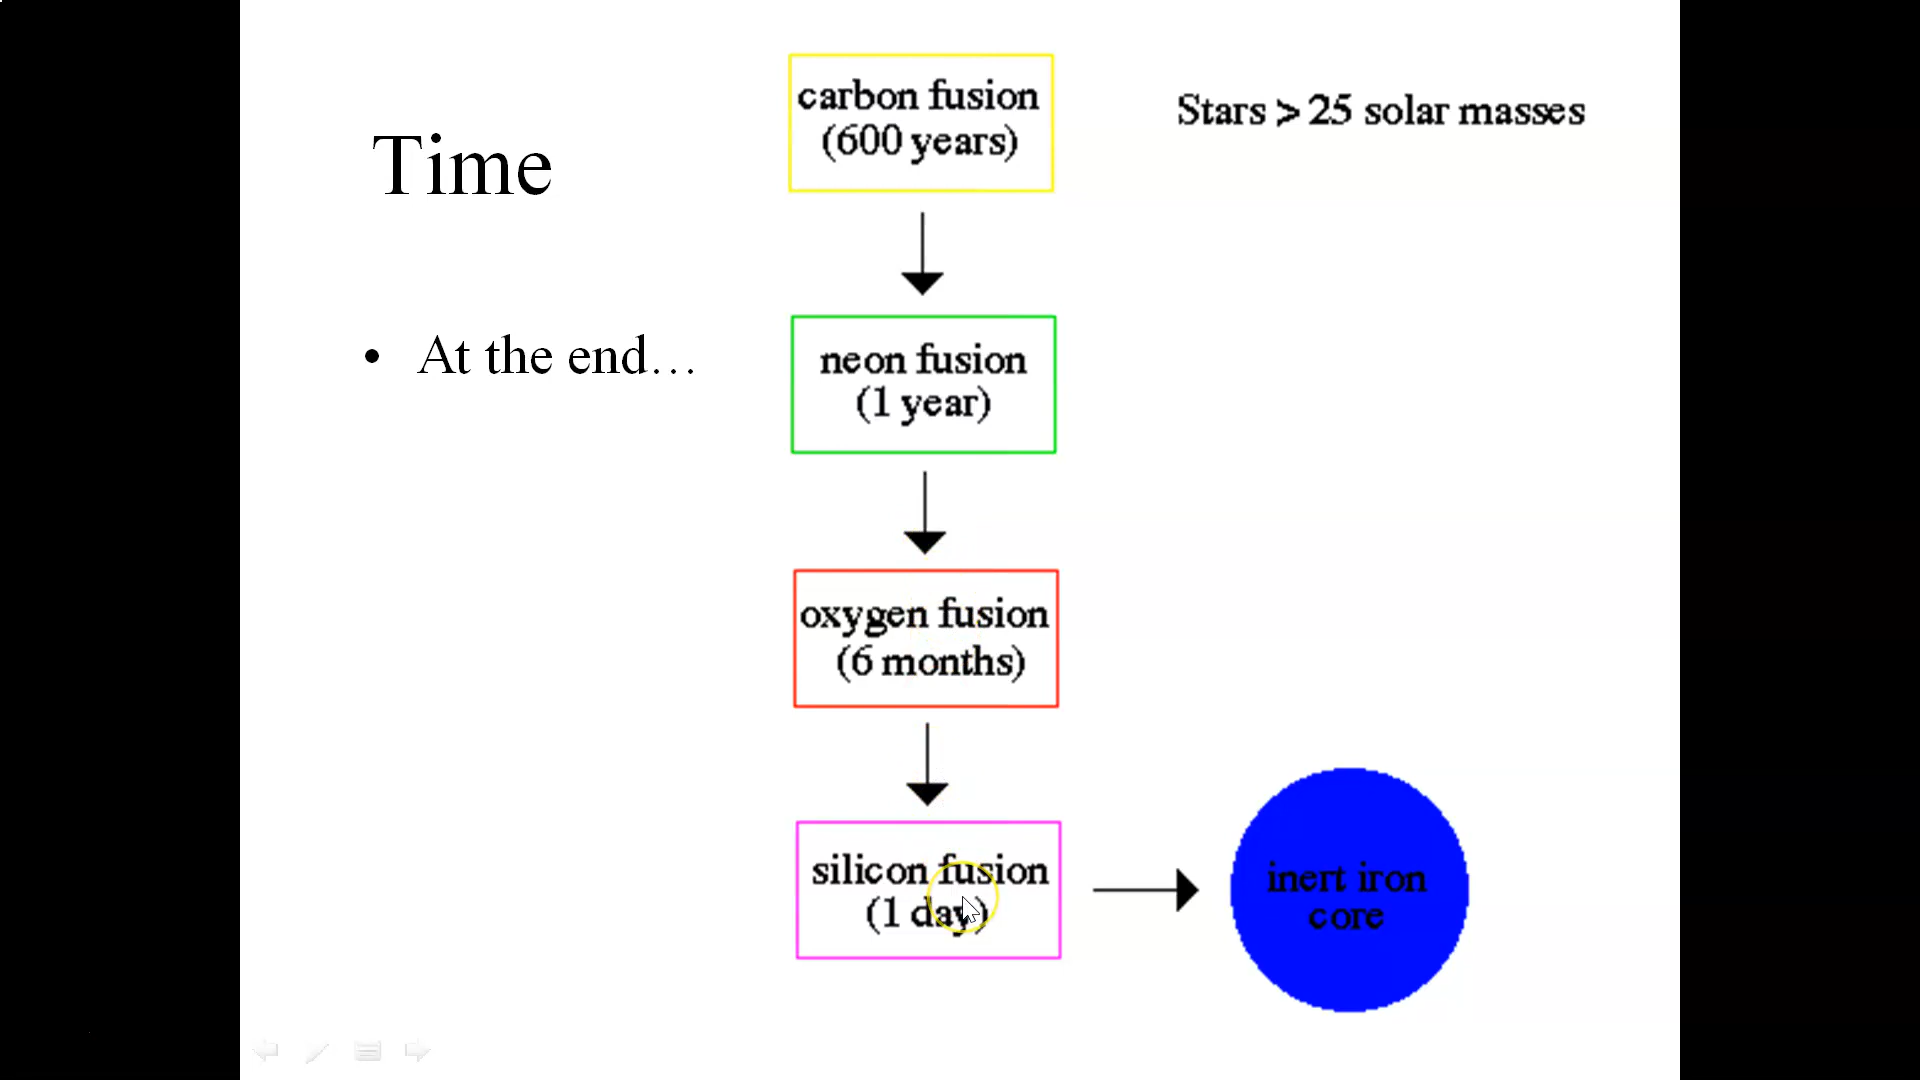 Time
• At the end…
carbon fusion
(600 years)
Stars > 25 solar masses
neon fusion
(1 year)
oxygen fusion
(6 months)
silicon fusion
(1 day)
inert iron
core